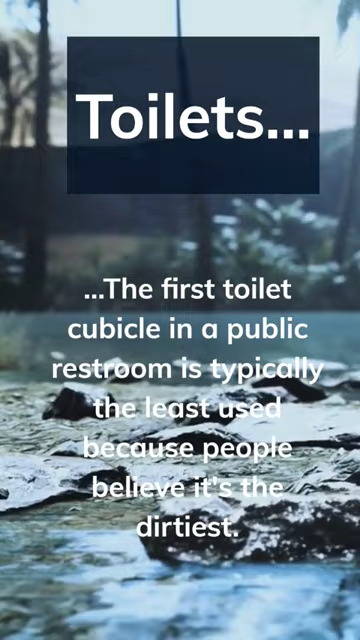 Toilets...
...The first toilet
cubicle in a public
restroom is typically
the least used
because people
believe it's the
dirtiest.